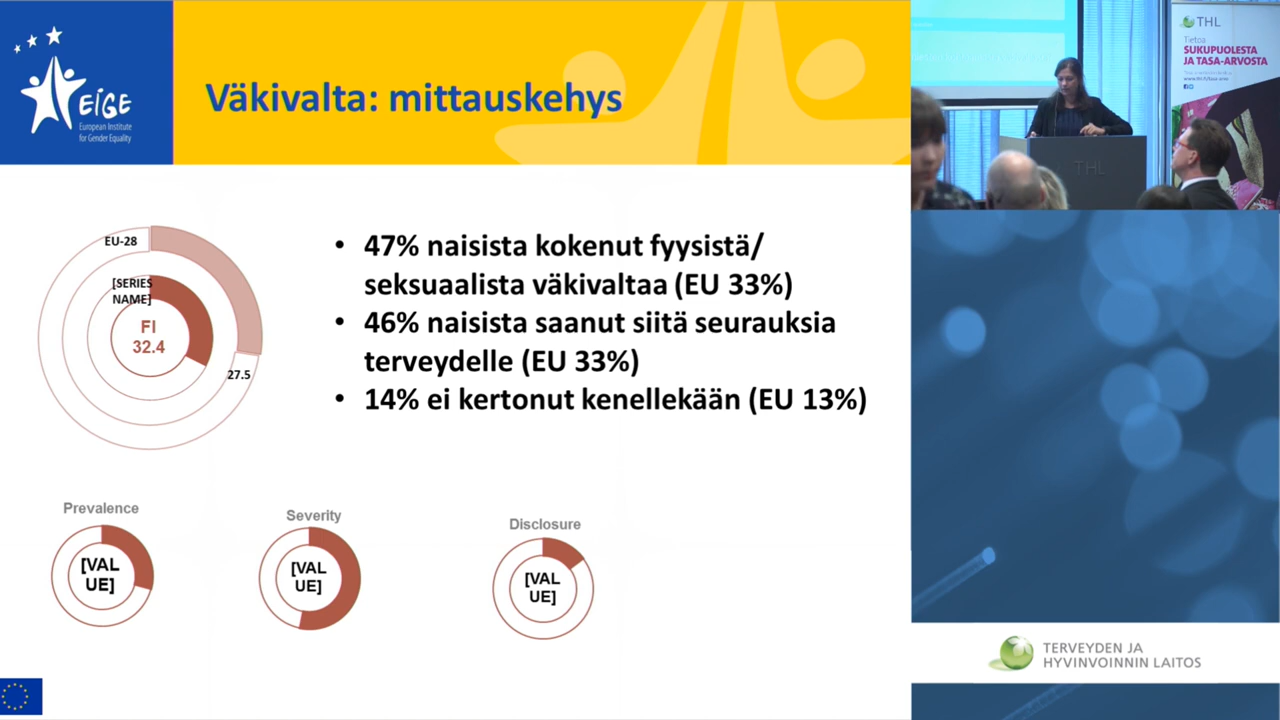 EIGE
European Institute
for Gender Equality
Väkivalta: mittauskehys
EU-28
[SERIES
NAME]
FI
32.4
27.5
• 47% naisista kokenut fyysistä/
seksuaalista väkivaltaa (EU 33%)
• 46% naisista saanut siitä seurauksia
terveydelle (EU 33%)
• 14% ei kertonut kenellekään (EU 13%)
Prevalence
[VAL
UE]
Severity
[VAL
UE]
Disclosure
[VAL
UE]
THL
Tietoa
SUKUPUOLESTA
JA TASA-ARVOSTA
THL
TERVEYDEN JA
HYVINVOINNIN LAITOS